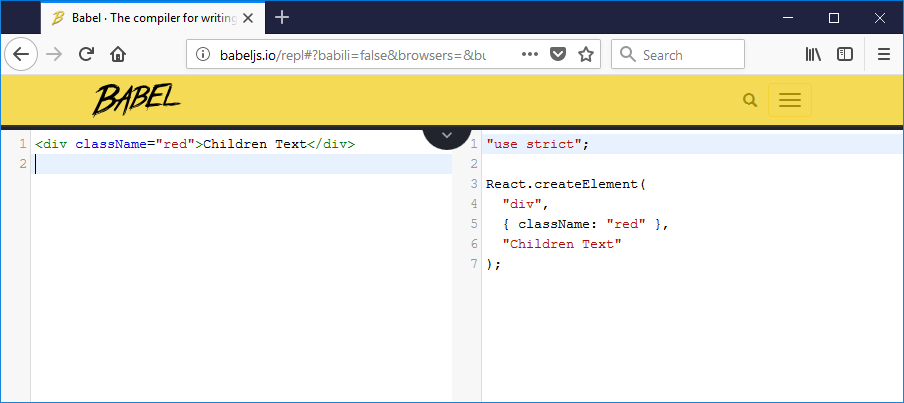 Babel · The compiler for writing
babeljs.io/repl#?babili=false&browsers=&bu
Search
BABEL
1 <div className="red">Children Text</div>
2
1 "use strict";
2
3 React.createElement(
4   "div",
5   { className: "red" },
6   "Children Text"
7 );